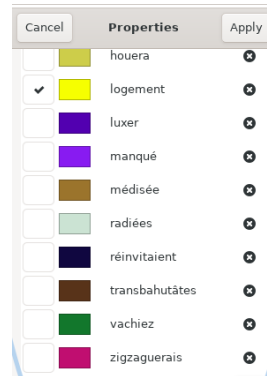 Cancel Properties Apply
houera
logement
luxer
manqué
médisée
radiées
réinvitaient
transbahutâtes
vachiez
zigzaguerais